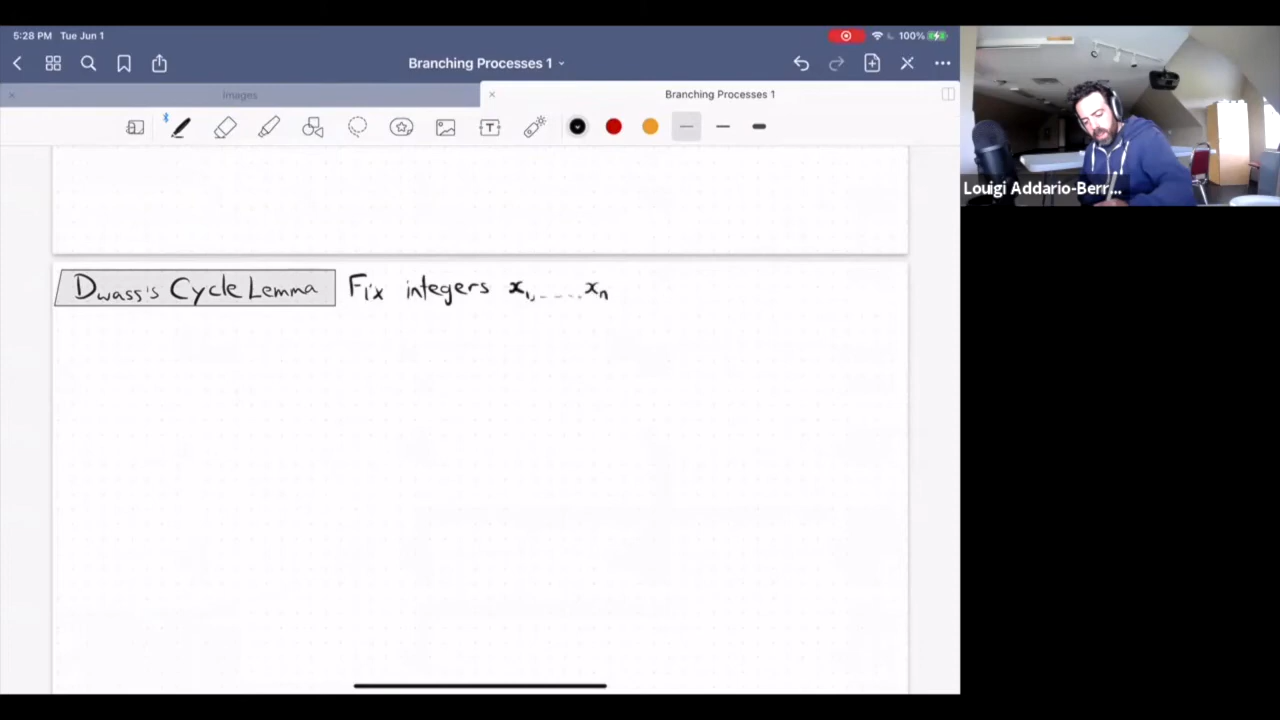 5:28 PM Tue Jun 1
100%
Branching Processes 1
Images
Branching Processes 1
Louigi Addario-Berr...
Dwass's Cycle Lemma Fix integers x₁,.....xₙ